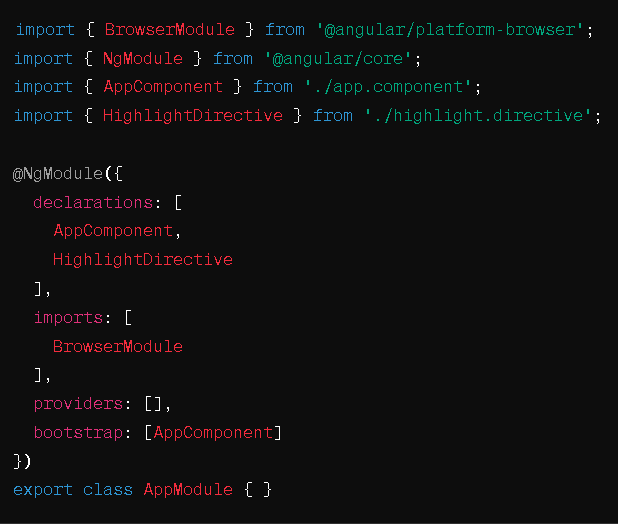 import { BrowserModule } from '@angular/platform-browser';
import { NgModule } from '@angular/core';
import { AppComponent } from './app.component';
import { HighlightDirective } from './highlight.directive';
@NgModule({
declarations: [
AppComponent,
HighlightDirective
],
imports: [
BrowserModule
],
providers: [],
bootstrap: [AppComponent]
})
export class AppModule { }